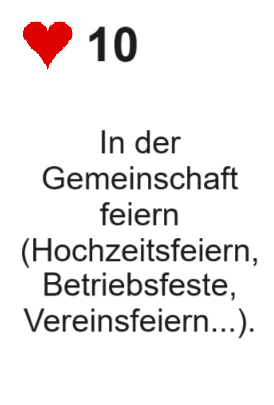 10
In der
Gemeinschaft
feiern
(Hochzeitsfeiern,
Betriebsfeste,
Vereinsfeiern...).